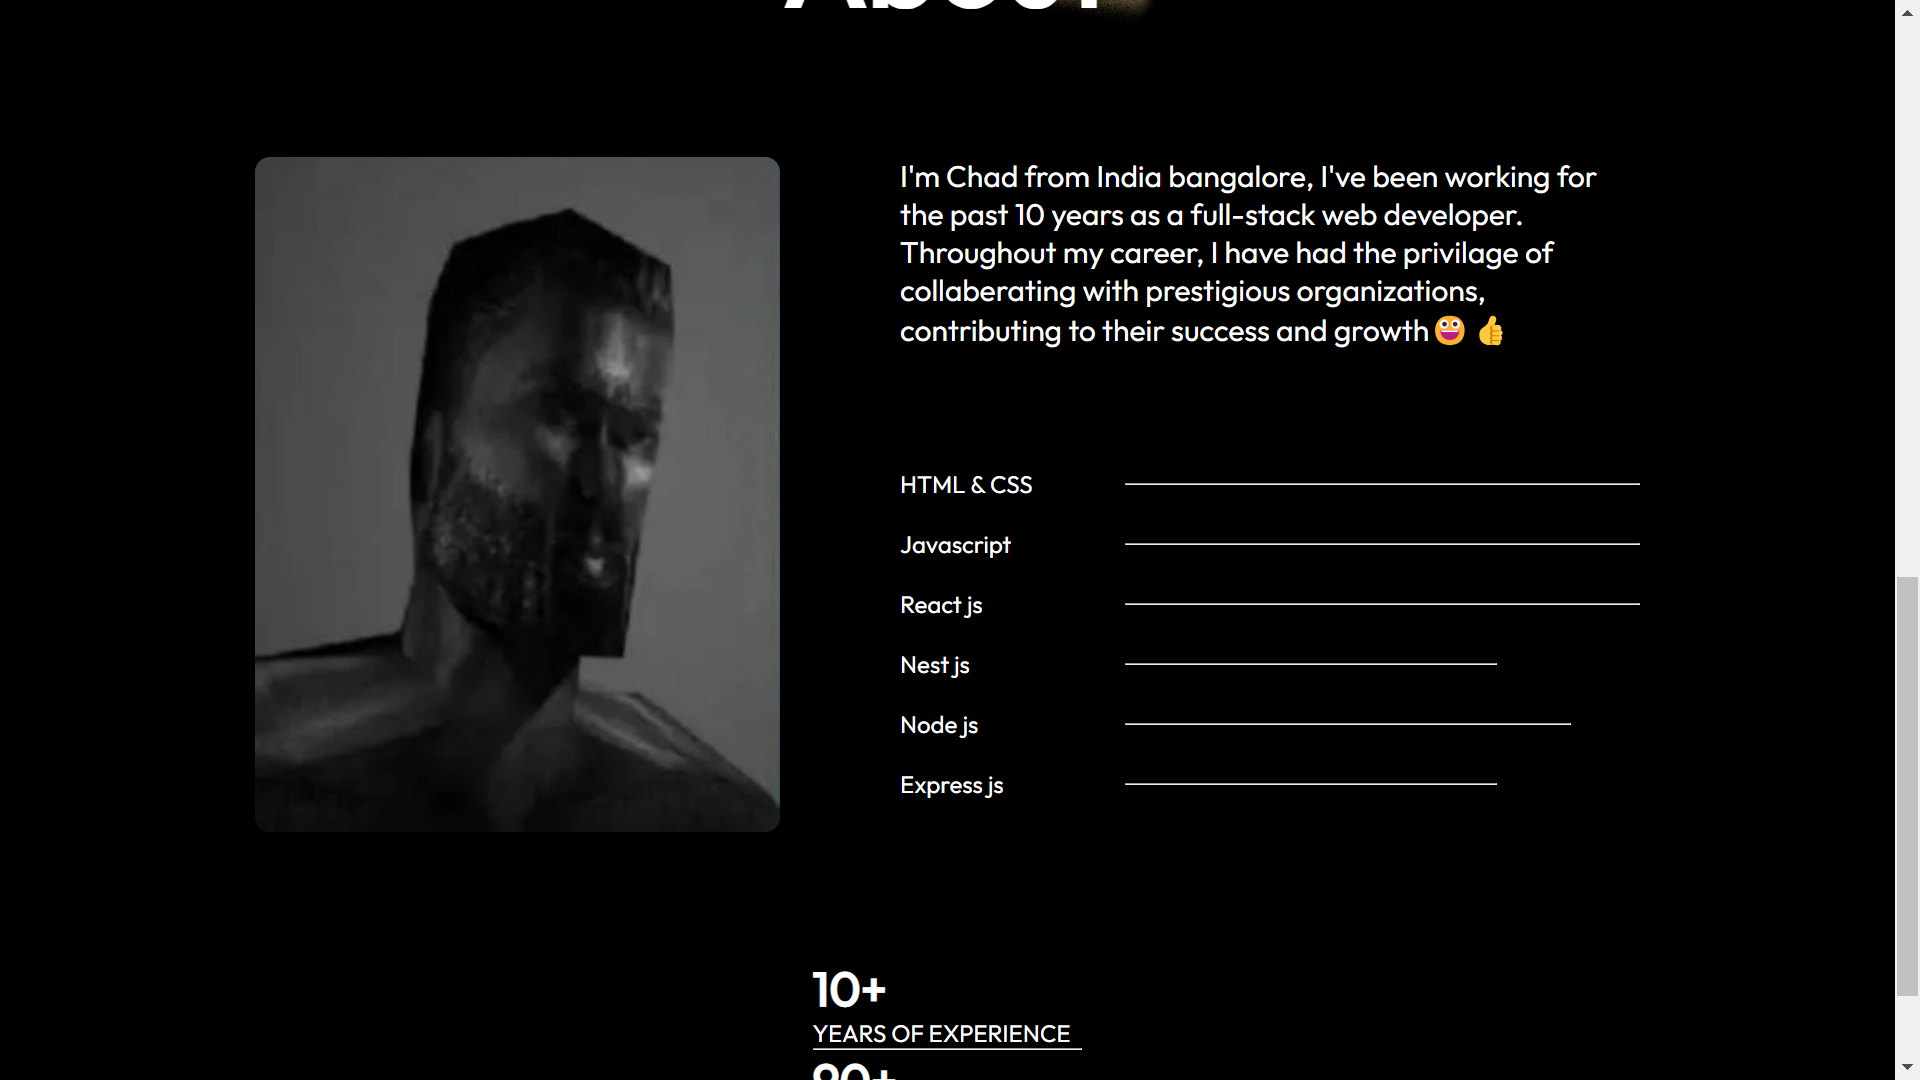 About
I'm Chad from India bangalore, I've been working for
the past 10 years as a full-stack web developer.
Throughout my career, I have had the privilage of
collaberating with prestigious organizations,
contributing to their success and growth😃 👍
HTML & CSS
Javascript
React js
Nest js
Node js
Express js
10+
YEARS OF EXPERIENCE